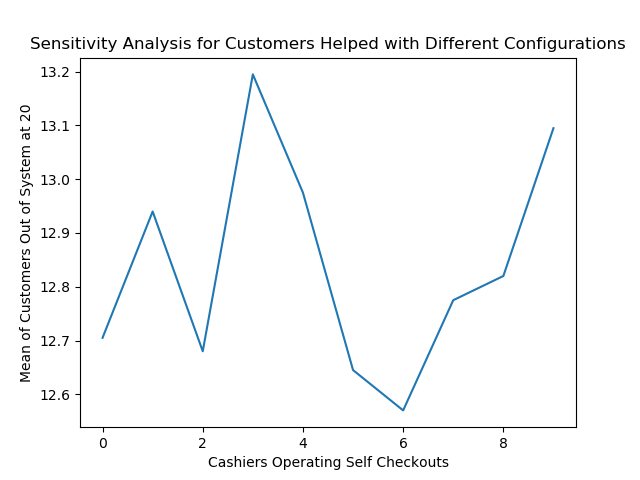 Sensitivity Analysis for Customers Helped with Different Configurations
13.2
13.1
13.0
12.9
12.8
12.7
12.6
Mean of Customers Out of System at 20
0 2 4 6 8
Cashiers Operating Self Checkouts